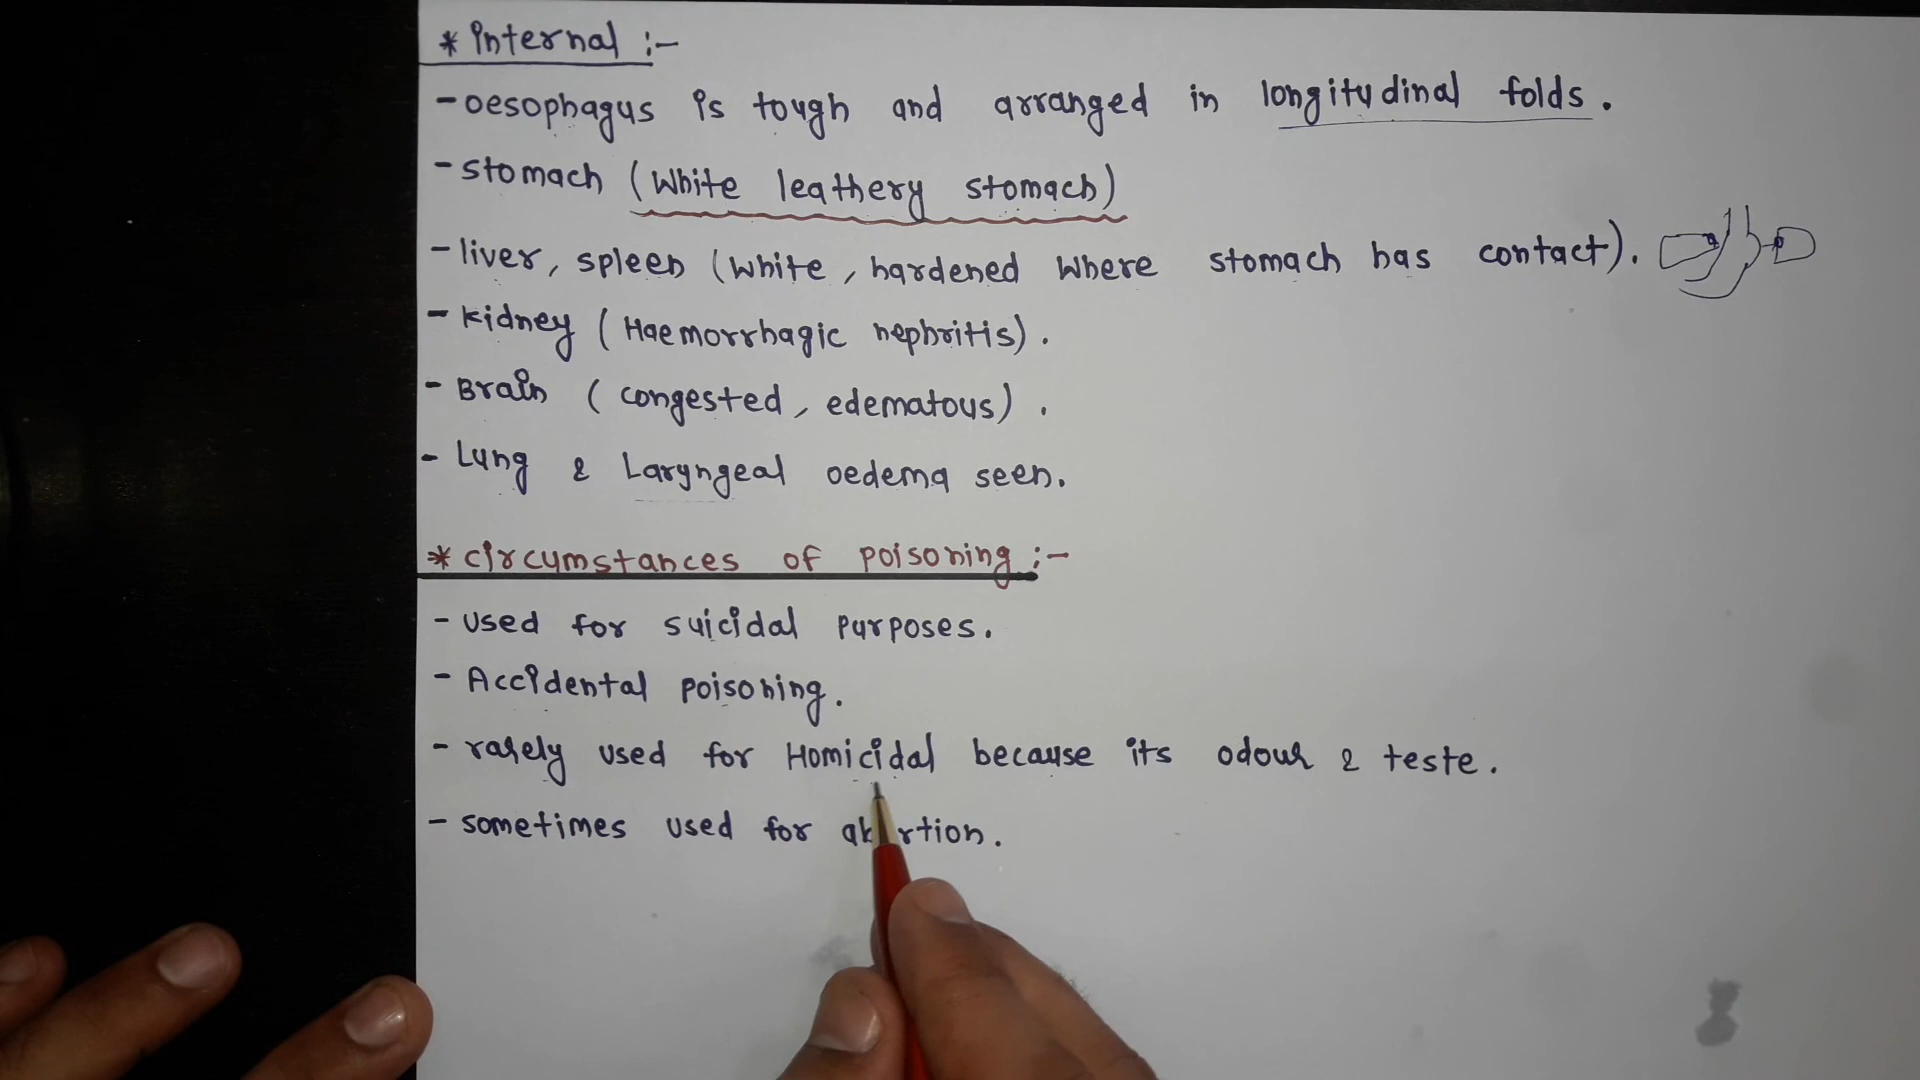 * Internal :-
- oesophagus is tough and arranged in longitudinal folds.
- stomach (White leathery stomach)
- liver, spleen (White, hardened Where stomach has contact).
- kidney (Haemorrhagic nephritis).
- Brain (congested, edematous).
- Lung & Laryngeal oedema seen.
* circumstances of poisoning :-
- used for suicidal purposes.
- Accidental poisoning.
- rarely used for Homicidal because its odour & teste.
- sometimes used for abortion.